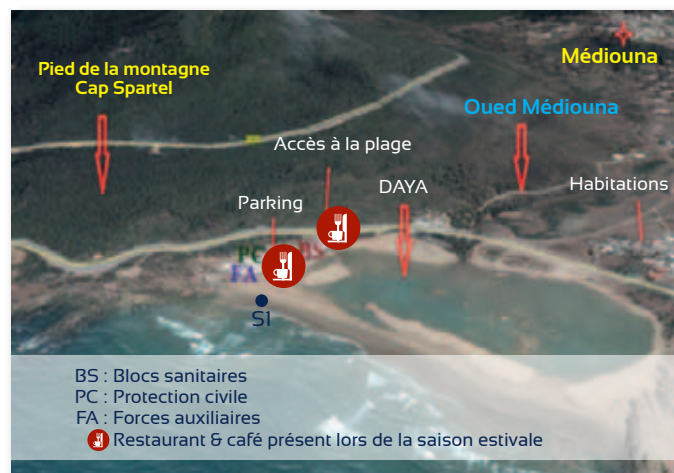 Pied de la montagne
Cap Spartel
Médiouna
Oued Médiouna
Accès à la plage
DAYA
Habitations
Parking
BS
PC
FA
S1
BS : Blocs sanitaires
PC : Protection civile
FA : Forces auxiliaires
Restaurant & café présent lors de la saison estivale